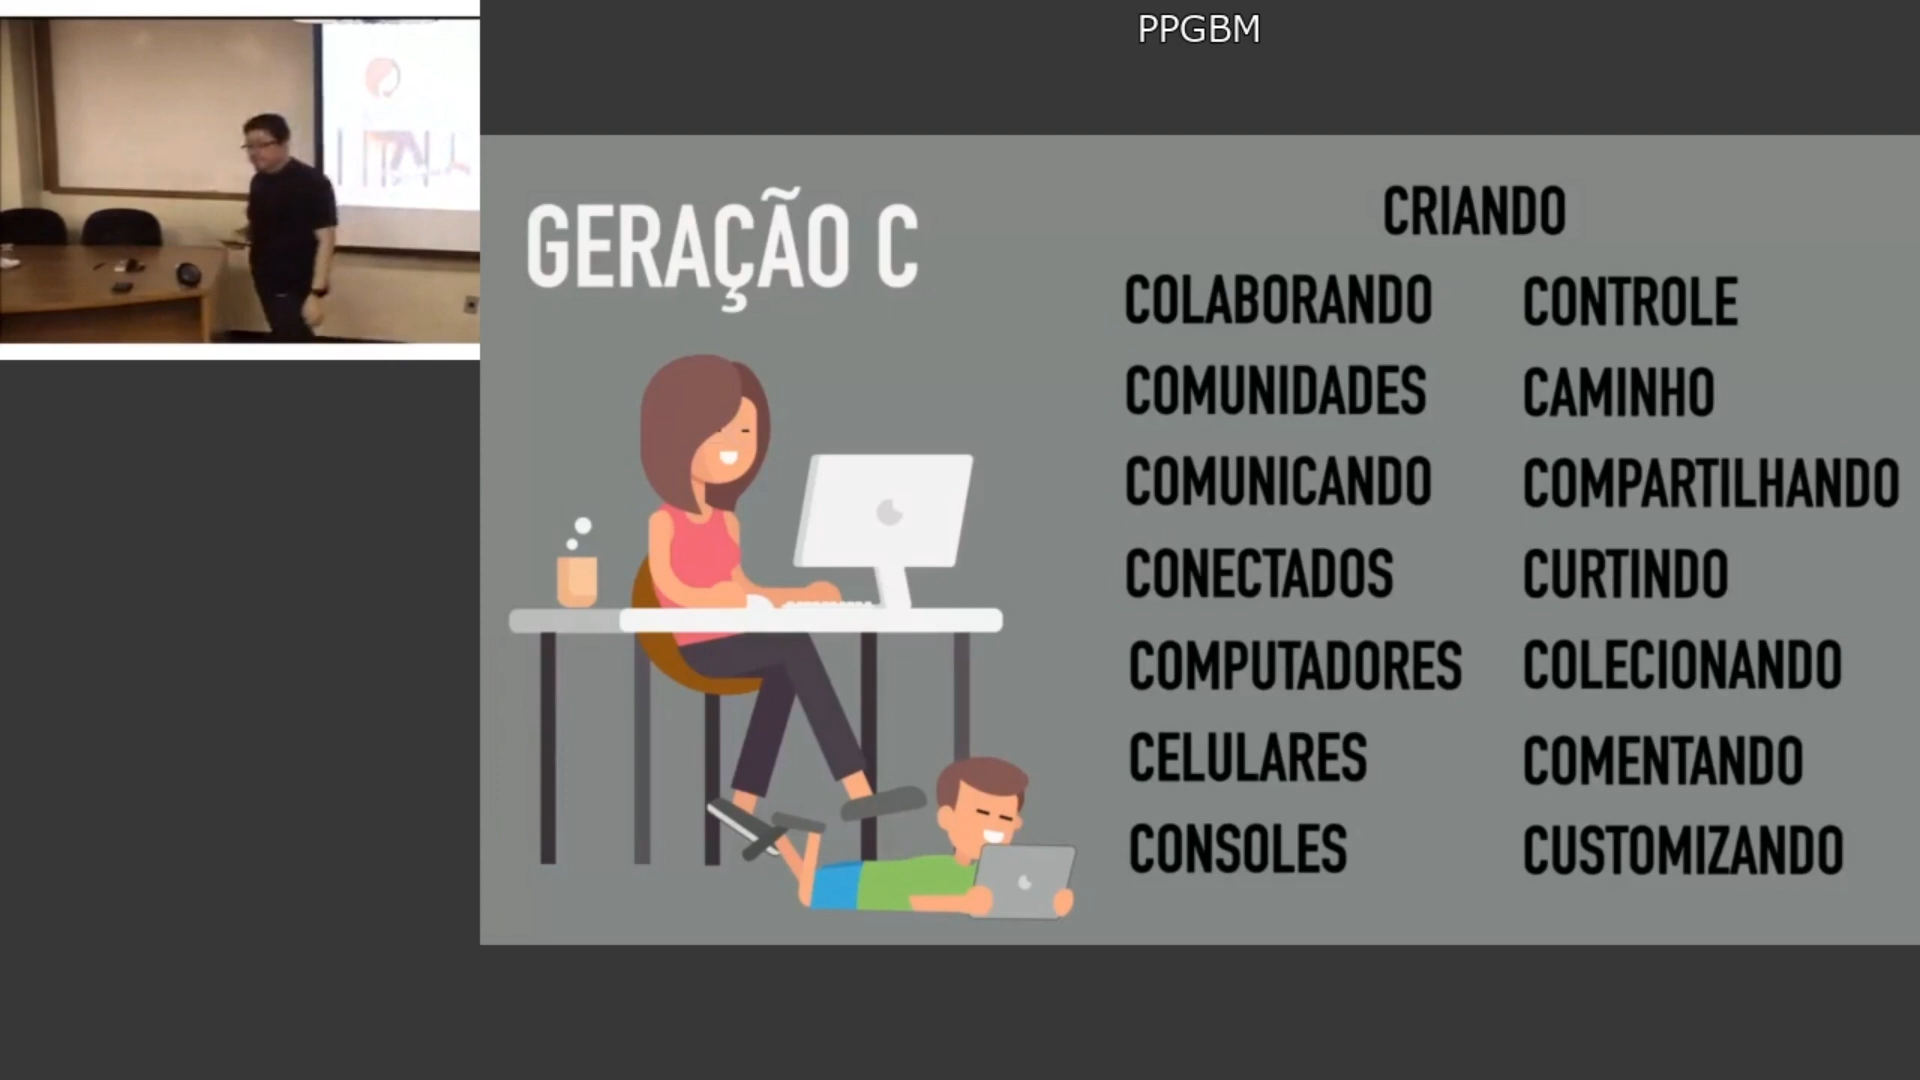 PPGBM
GERAÇÃO C
CRIANDO
COLABORANDO
COMUNIDADES
COMUNICANDO
CONECTADOS
COMPUTADORES
CELULARES
CONSOLES
CONTROLE
CAMINHO
COMPARTILHANDO
CURTINDO
COLECIONANDO
COMENTANDO
CUSTOMIZANDO